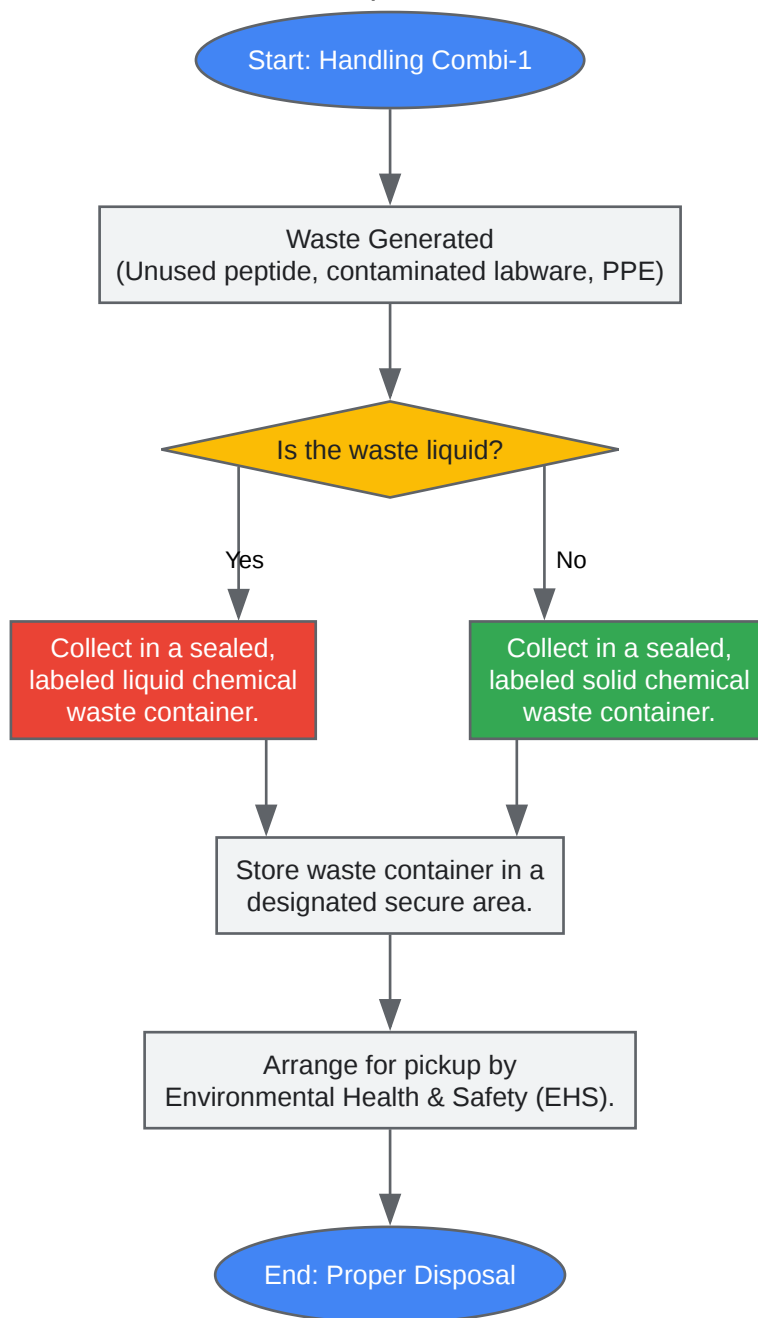 Start: Handling Combi-1
Waste Generated
(Unused peptide, contaminated labware, PPE)
Is the waste liquid?
Yes
No
Collect in a sealed,
labeled liquid chemical
waste container.
Collect in a sealed,
labeled solid chemical
waste container.
Store waste container in a
designated secure area.
Arrange for pickup by
Environmental Health & Safety (EHS).
End: Proper Disposal